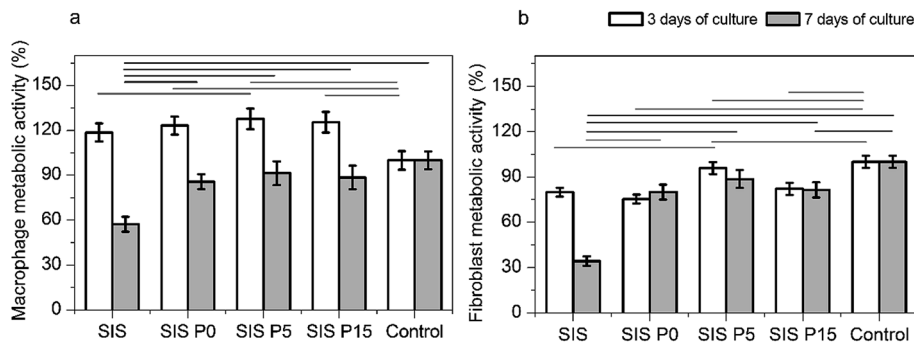 a
b
3 days of culture
7 days of culture
Macrophage metabolic activity (%)
150
120
90
60
30
0
SIS
SIS P0
SIS P5
SIS P15
Control
Fibroblast metabolic activity (%)
150
120
90
60
30
0
SIS
SIS P0
SIS P5
SIS P15
Control